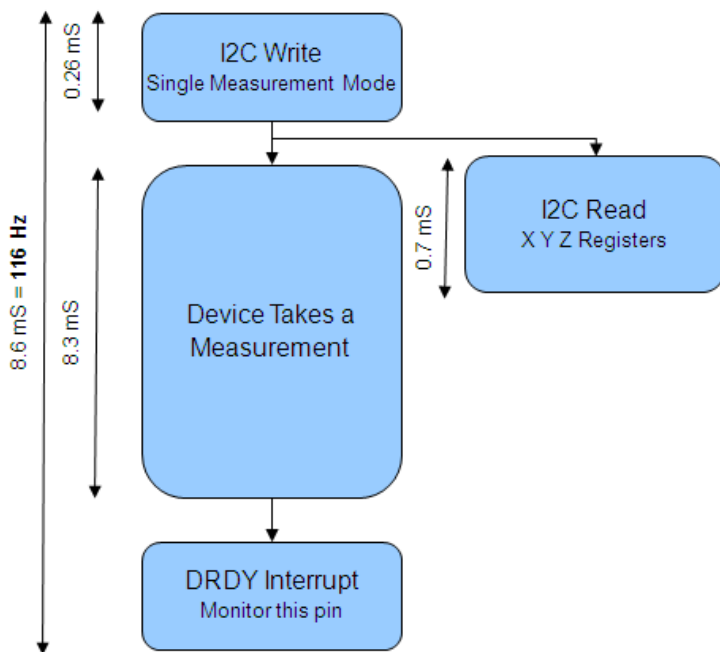 I2C Write
Single Measurement Mode
0.26 mS
I2C Read
X Y Z Registers
0.7 mS
Device Takes a
Measurement
8.3 mS
8.6 mS = 116 Hz
DRDY Interrupt
Monitor this pin